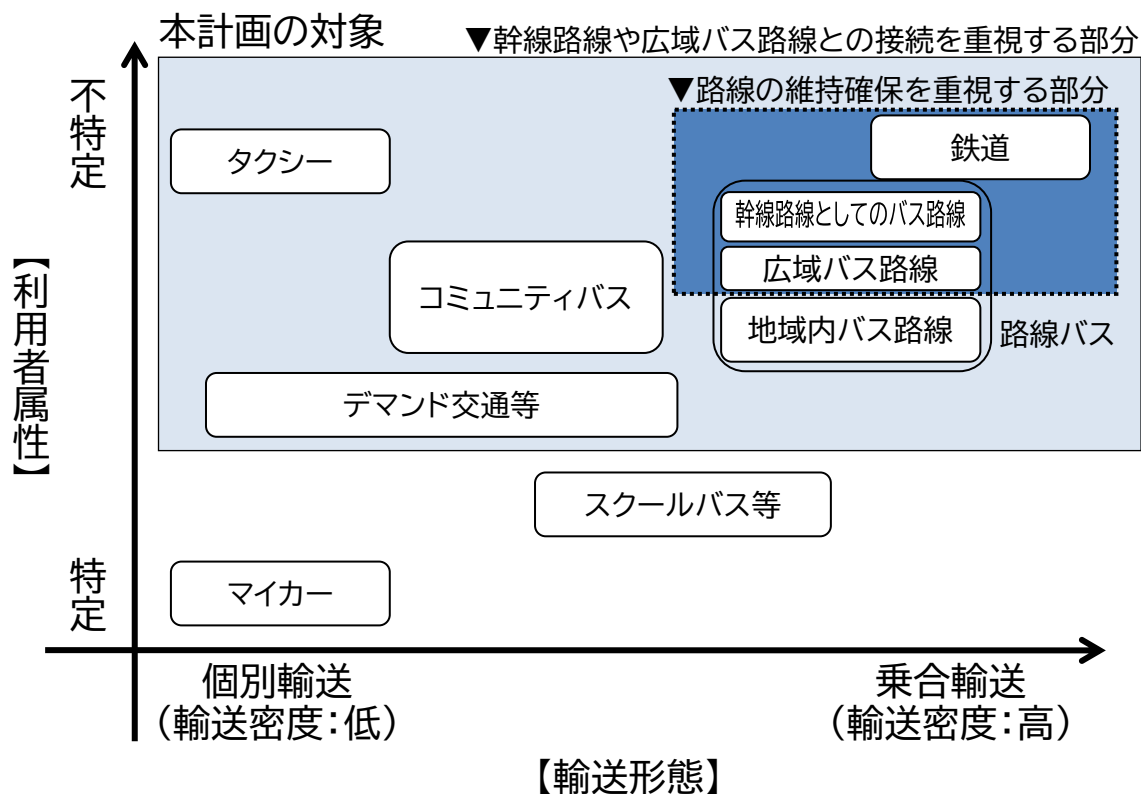 本計画の対象
▼幹線路線や広域バス路線との接続を重視する部分
▼路線の維持確保を重視する部分
不特定
タクシー
鉄道
幹線路線としてのバス路線
広域バス路線
コミュニティバス
地域内バス路線
路線バス
デマンド交通等
【利用者属性】
スクールバス等
特定
マイカー
個別輸送
（輸送密度：低）
乗合輸送
（輸送密度：高）
【輸送形態】